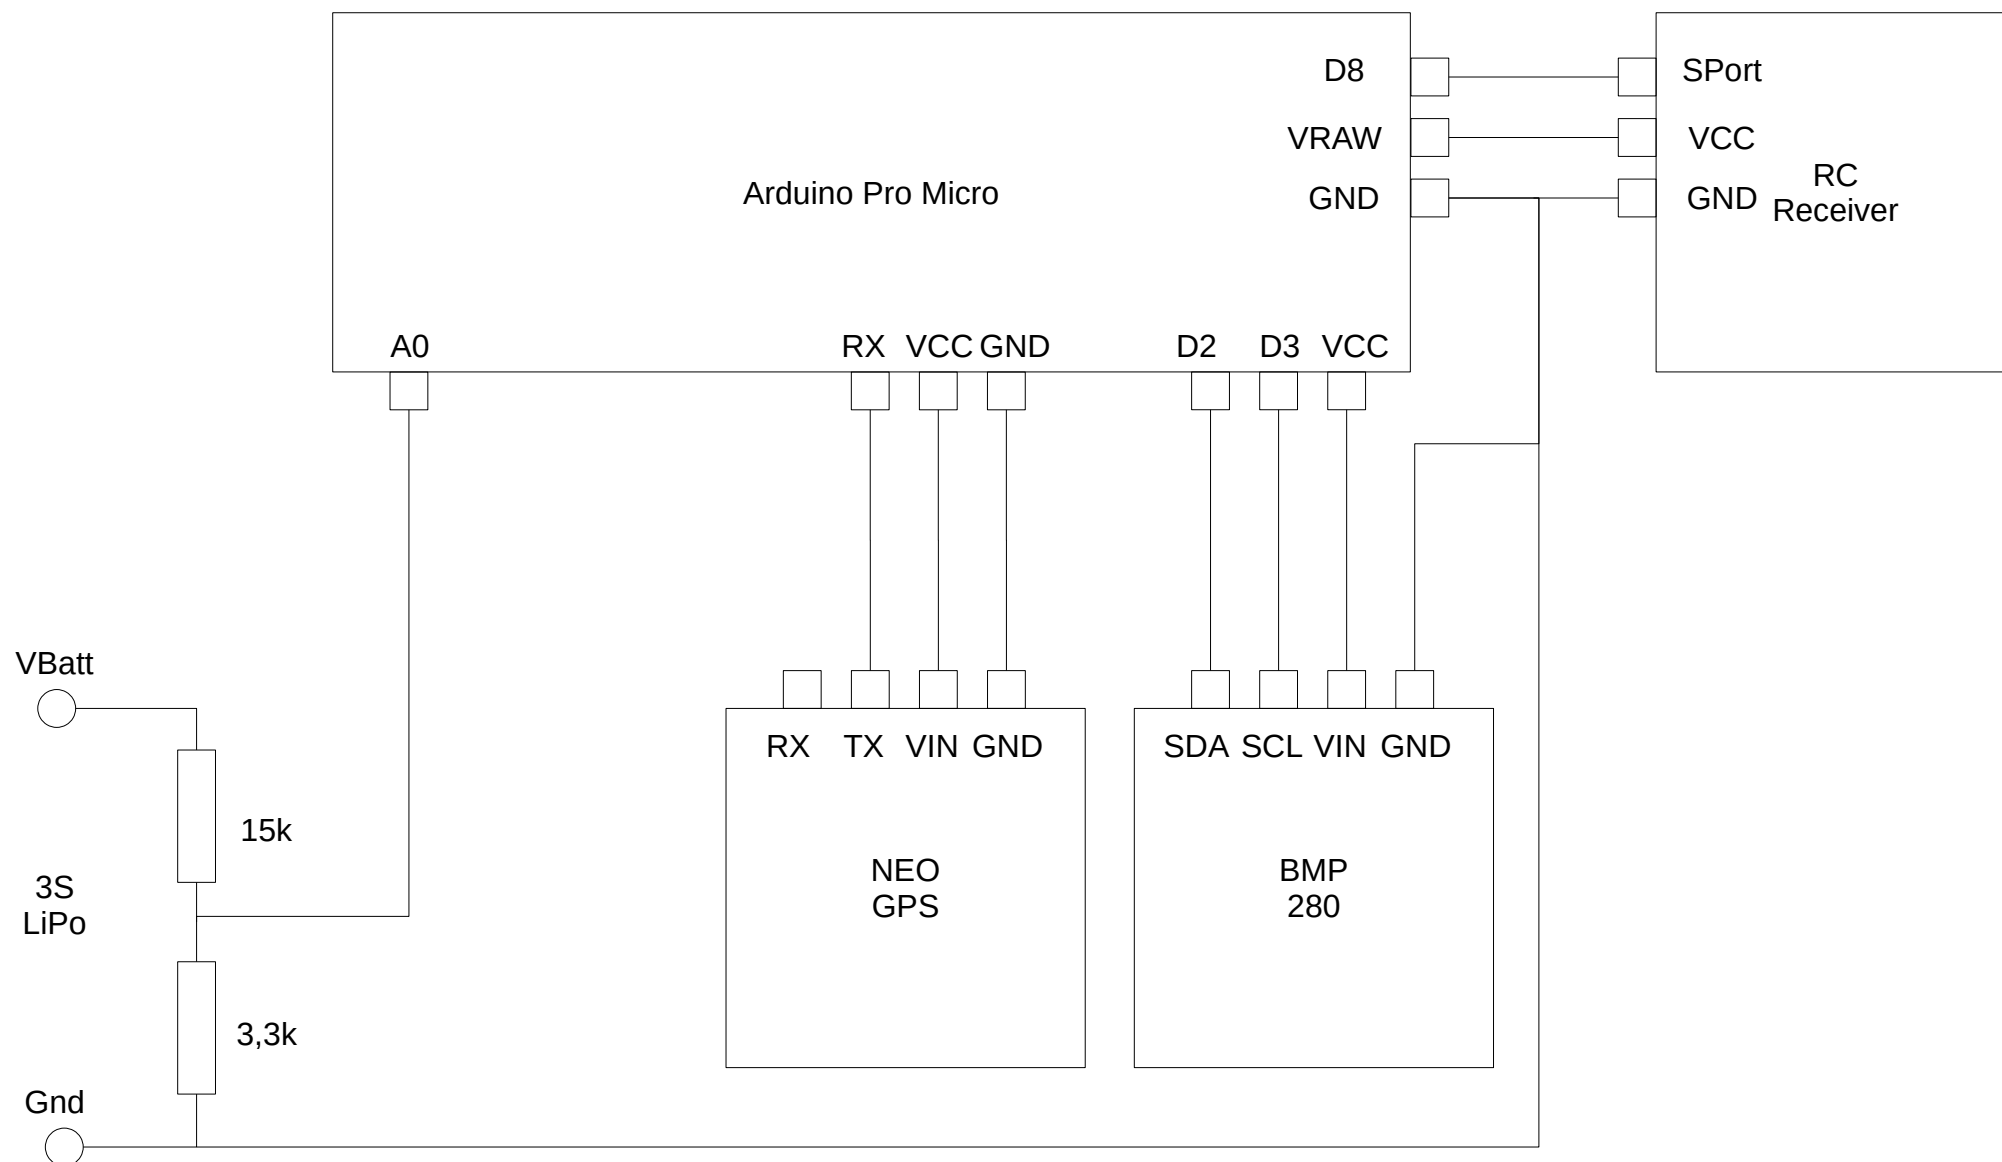 D8
SPort
VRAW
VCC
Arduino Pro Micro
GND
GND
RC
Receiver
A0
RX
VCC
GND
D2
D3
VCC
VBatt
RX
TX
VIN
GND
SDA
SCL
VIN
GND
15k
3S
LiPo
NEO
GPS
BMP
280
3,3k
Gnd